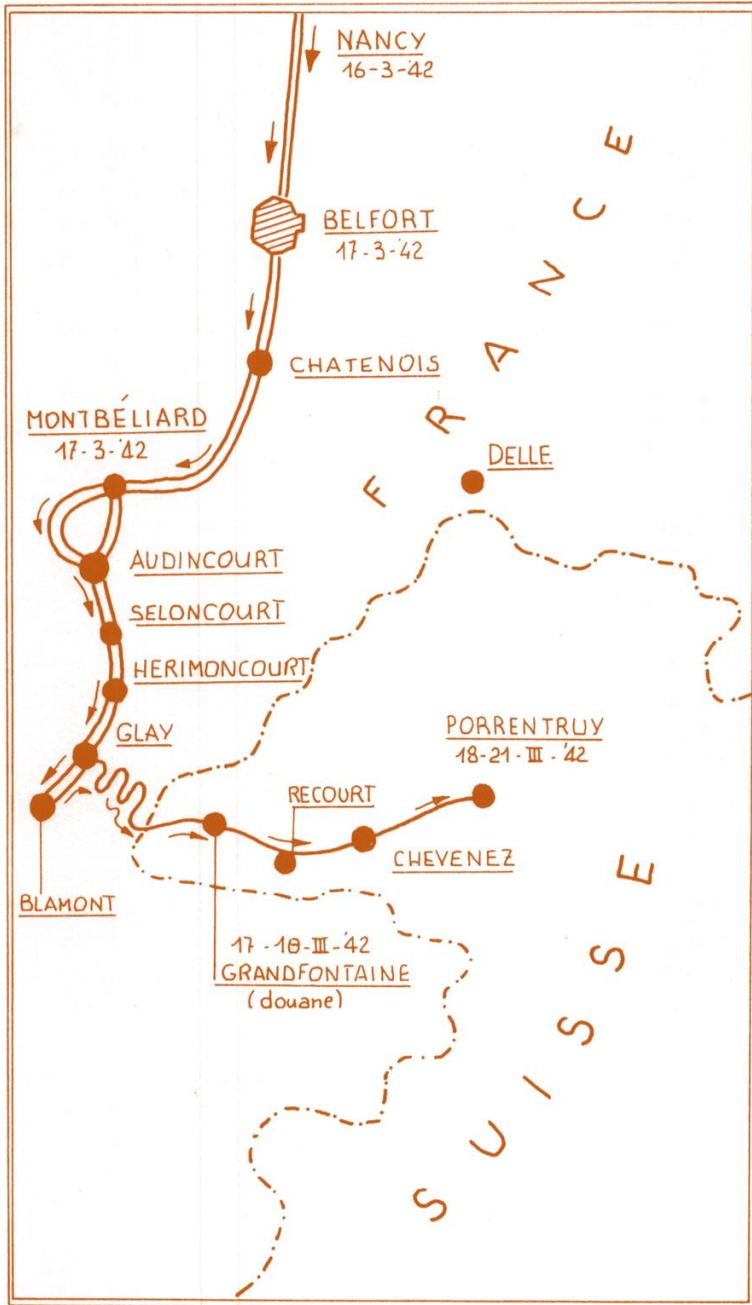 NANCY
16-3-'42
BELFORT
17-3-'42
CHATENOIS
MONTBÉLIARD
17-3-'42
FRANCE
DELLE
AUDINCOURT
SELONCOURT
HERIMONCOURT
GLAY
PORRENTRUY
18-21-III-'42
RECOURT
CHEVENEZ
BLAMONT
17-18-III-'42
GRANDFONTAINE
(douane)
SUISSE